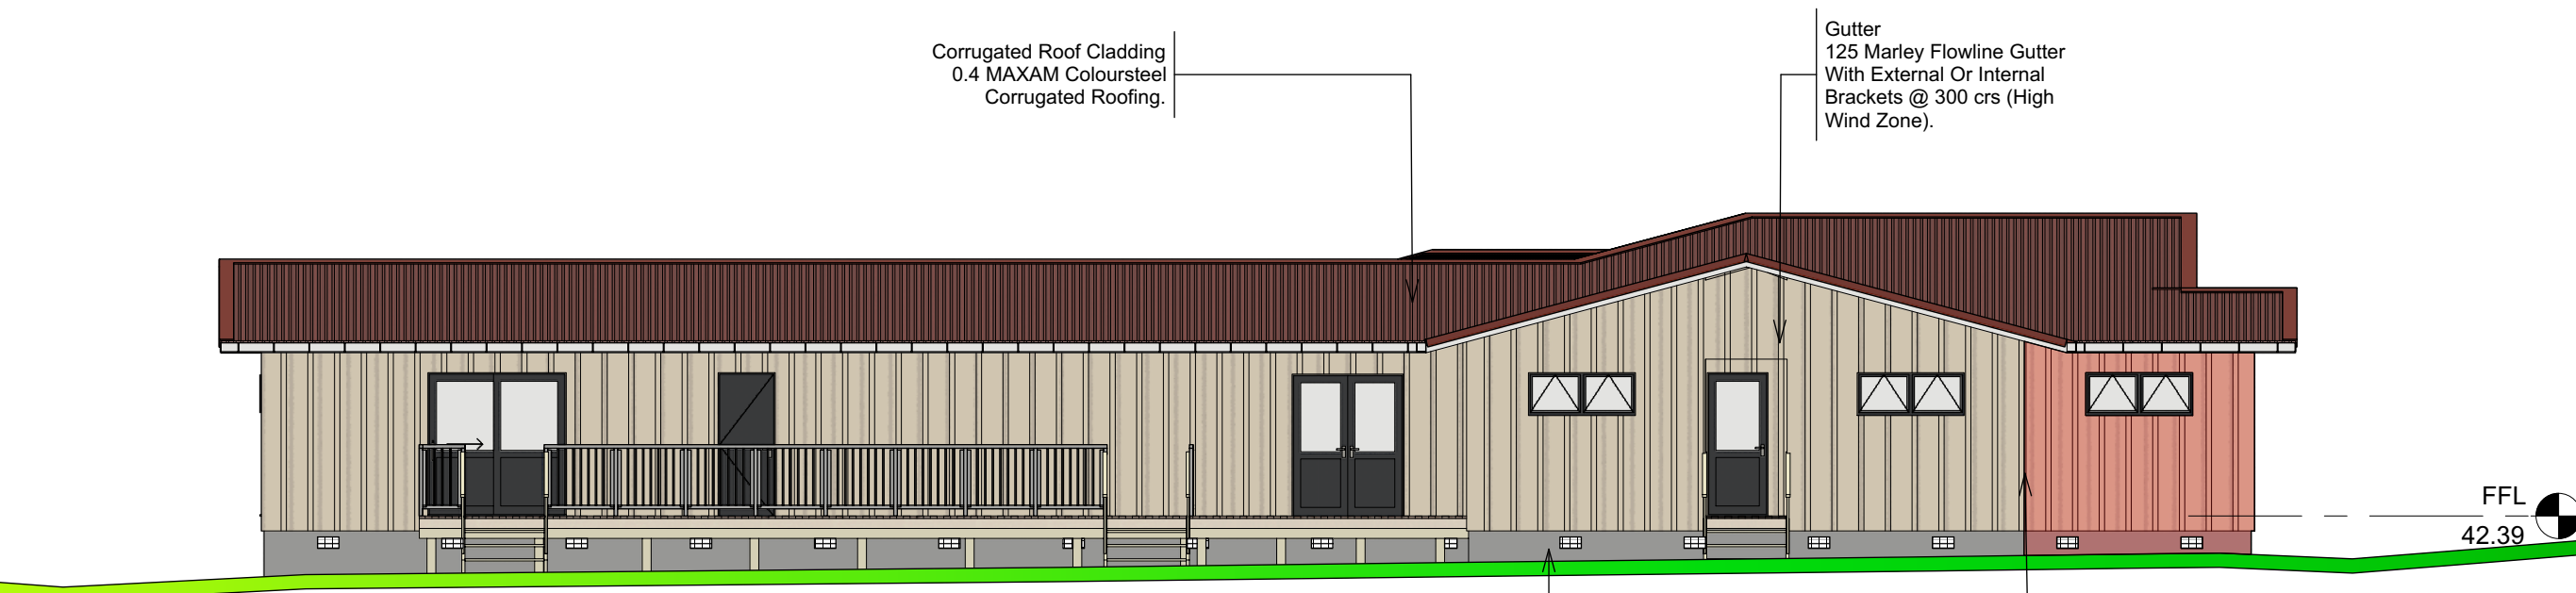 Corrugated Roof Cladding
0.4 MAXAM Coloursteel
Corrugated Roofing.
Gutter
125 Marley Flowline Gutter
With External Or Internal
Brackets @ 300 crs (High
Wind Zone).
FFL
42.39